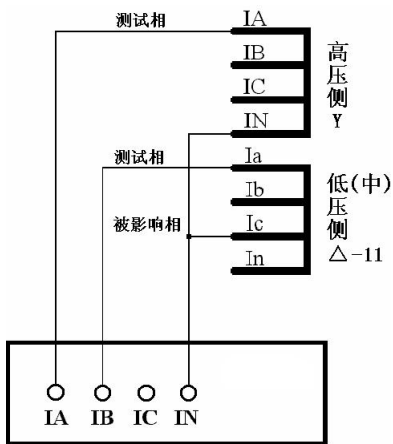 测试相 IA
IB
IC
IN
高压侧 Y
测试相 Ia
Ib
被影响相 Ic
In
低(中)压侧 △-11
IA IB IC IN